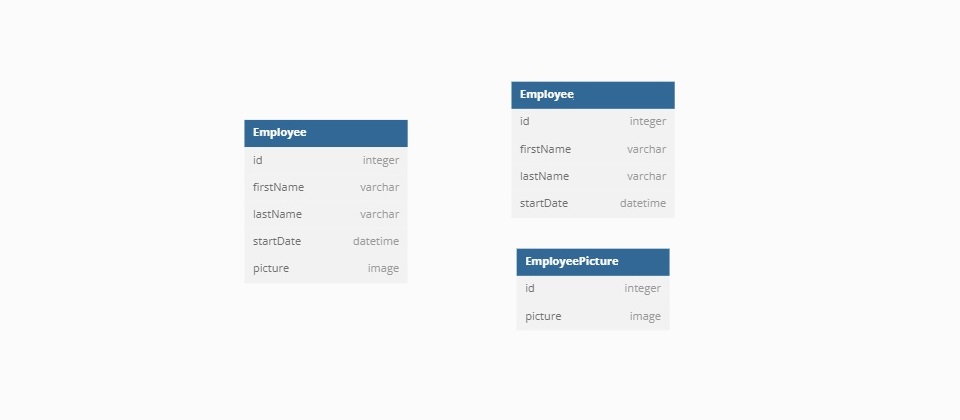 Employee
id integer
firstName varchar
lastName varchar
startDate datetime
picture image
Employee
id integer
firstName varchar
lastName varchar
startDate datetime
EmployeePicture
id integer
picture image